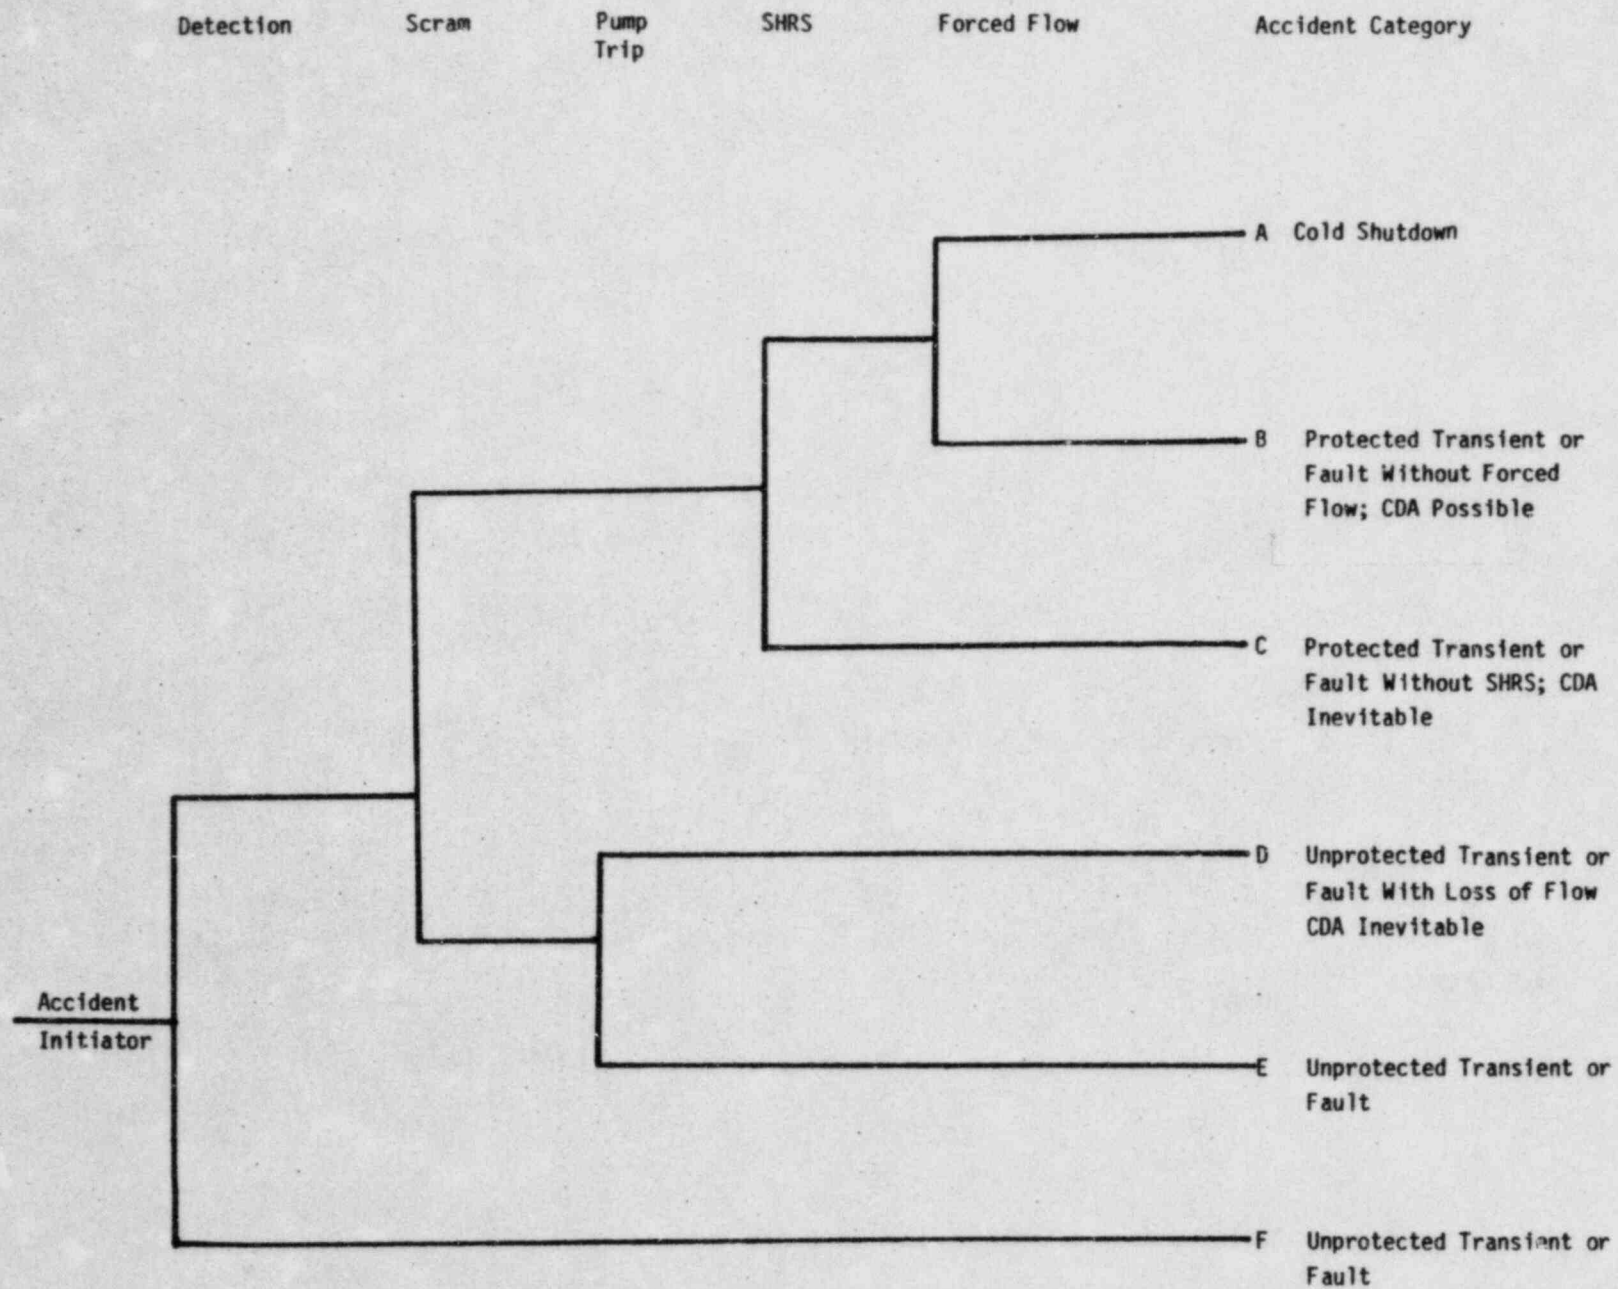 Detection Scram Pump SHRS Forced Flow Accident Category
Trip
A Cold Shutdown
B Protected Transient or
Fault Without Forced
Flow; CDA Possible
C Protected Transient or
Fault Without SHRS; CDA
Inevitable
D Unprotected Transient or
Fault With Loss of Flow
CDA Inevitable
Accident
Initiator
E Unprotected Transient or
Fault
F Unprotected Transient or
Fault